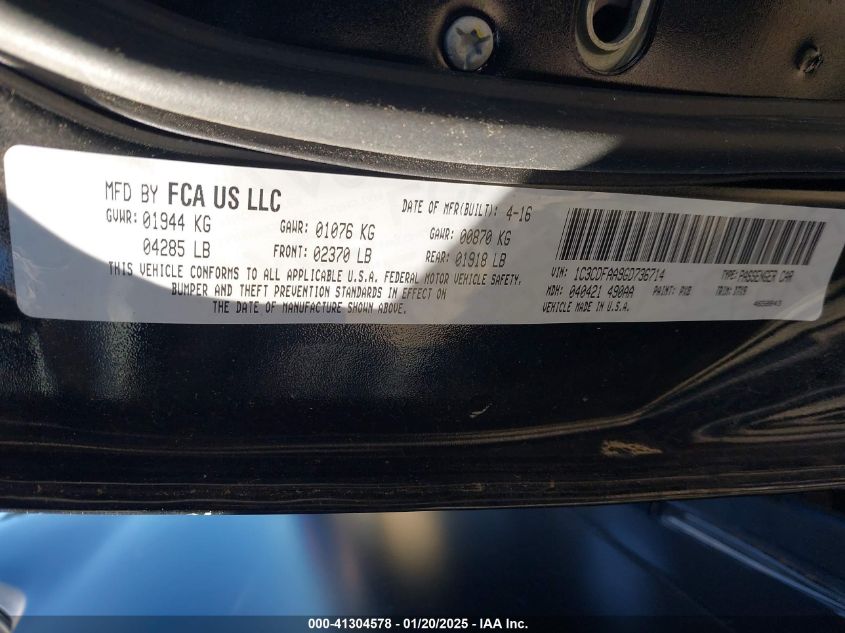 MFD BY FCA US LLC
DATE OF MFR(BUILT): 4-16
GVWR: 01944 KG
GAWR: 01076 KG
GAWR: 00870 KG
04285 LB
FRONT: 02370 LB
REAR: 01918 LB
THIS VEHICLE CONFORMS TO ALL APPLICABLE U.S.A. FEDERAL MOTOR VEHICLE SAFETY,
BUMPER AND THEFT PREVENTION STANDARDS IN EFFECT ON
THE DATE OF MANUFACTURE SHOWN ABOVE.
VIN: 1C3CDFAA9GD736714
TYPE: PASSENGER CAR
MDH: 040421 490AA
PAINT: PXB
TRIM:
VEHICLE MADE IN U.S.A.
000-41304578 - 01/20/2025 - IAA Inc.